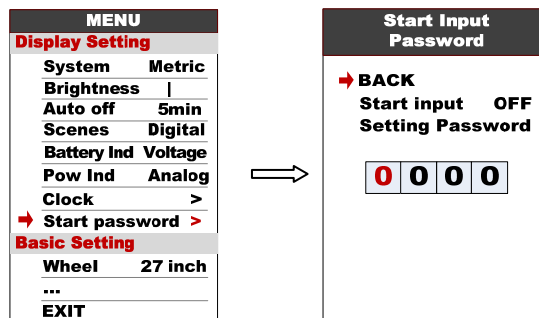 MENU
Display Setting
System Metric
Brightness |
Auto off 5min
Scenes Digital
Battery Ind Voltage
Pow Ind Analog
Clock >
Start password >
Basic Setting
Wheel 27 inch
...
EXIT
Start Input
Password
BACK
Start input OFF
Setting Password
0 0 0 0